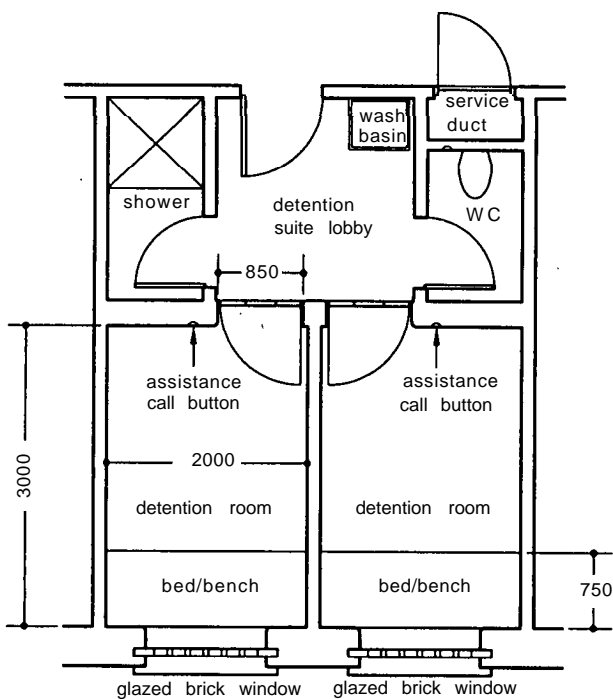 service
duct
wash
basin
shower
WC
detention
suite lobby
850
assistance
call button
assistance
call button
3000
2000
detention room
detention room
bed/bench
bed/bench
750
glazed brick window
glazed brick window